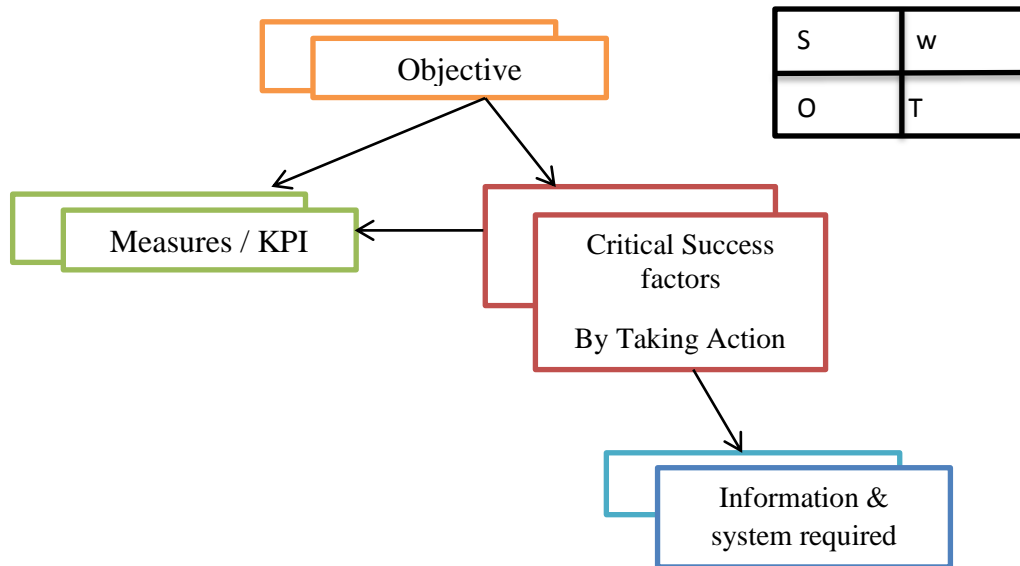 Objective
S
w
O
T
Measures / KPI
Critical Success
factors
By Taking Action
Information &
system required